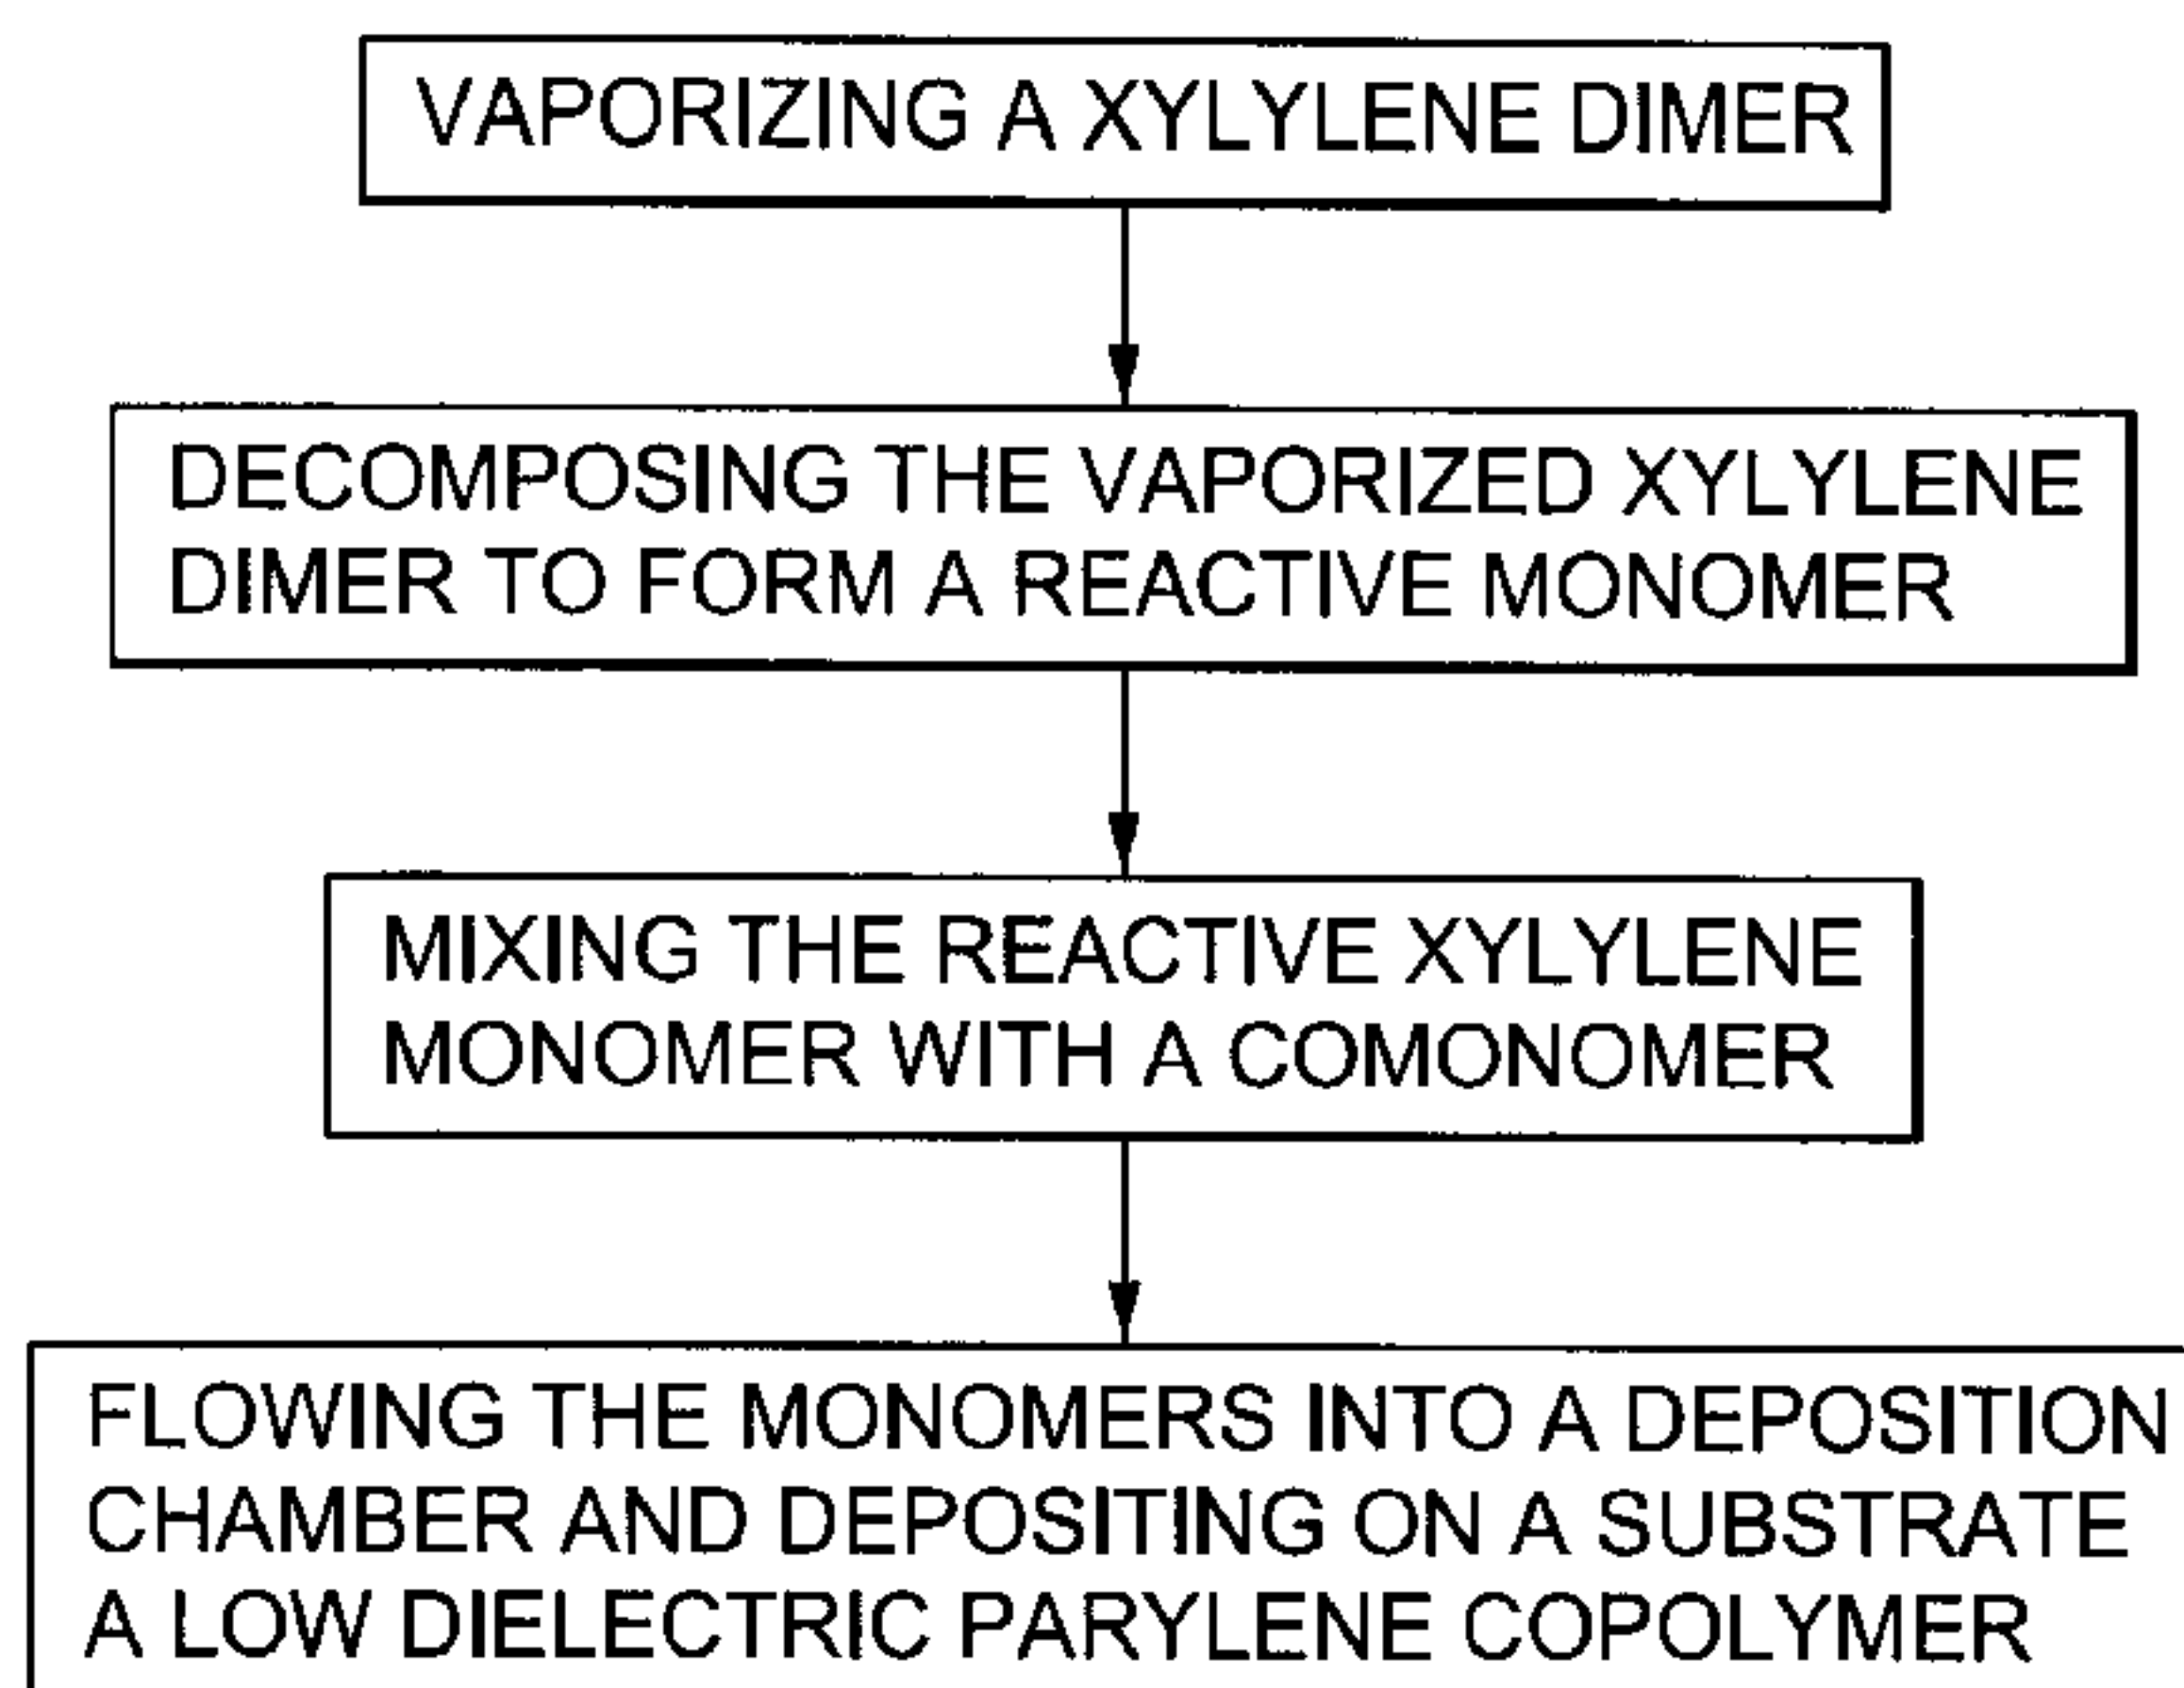 VAPORIZING A XYLYLENE DIMER
DECOMPOSING THE VAPORIZED XYLYLENE
DIMER TO FORM A REACTIVE MONOMER
MIXING THE REACTIVE XYLYLENE
MONOMER WITH A COMONOMER
FLOWING THE MONOMERS INTO A DEPOSITION
CHAMBER AND DEPOSITING ON A SUBSTRATE
A LOW DIELECTRIC PARYLENE COPOLYMER